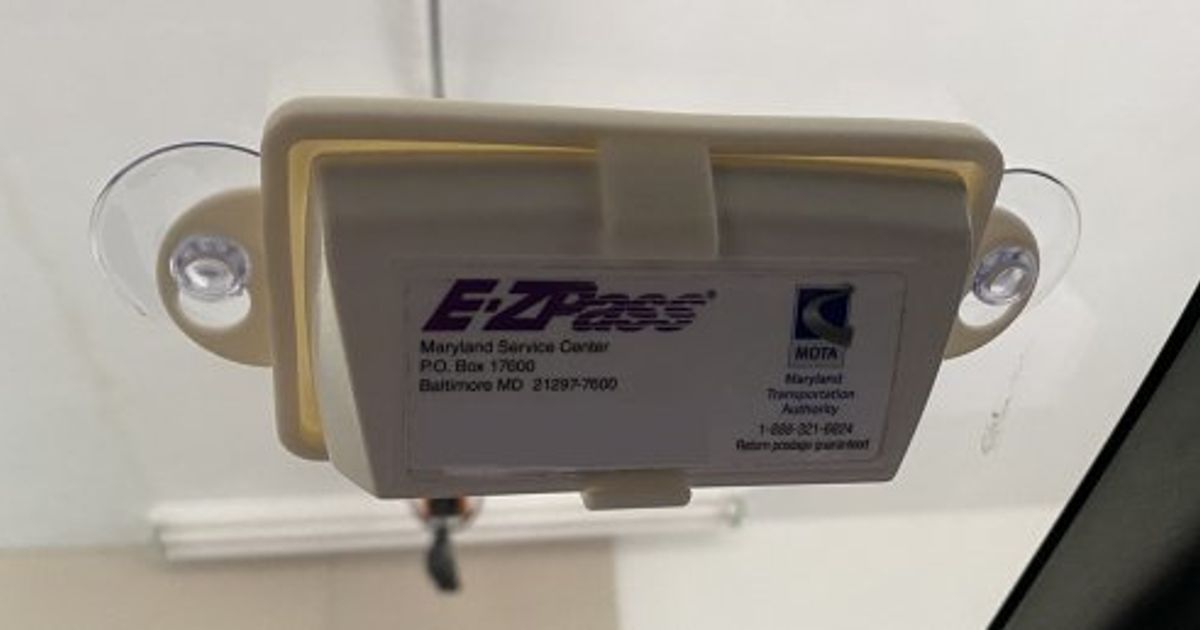 E-ZPass®
Maryland Service Center
P.O. Box 17600
Baltimore MD 21297-7600
MDTA
Maryland
Transportation
Authority
1-888-321-6824
Return postage guaranteed